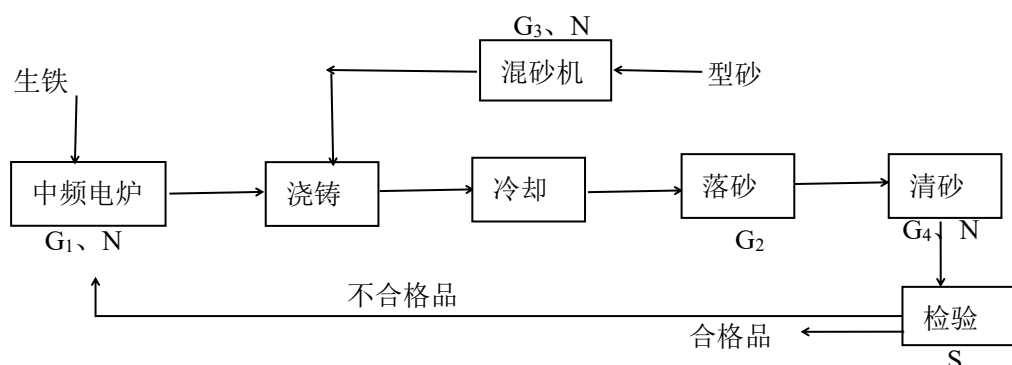 G₃、N
混砂机
型砂
生铁
中频电炉
浇铸
冷却
落砂
清砂
G₁、N
G₂
G₄、N
不合格品
检验
合格品
S